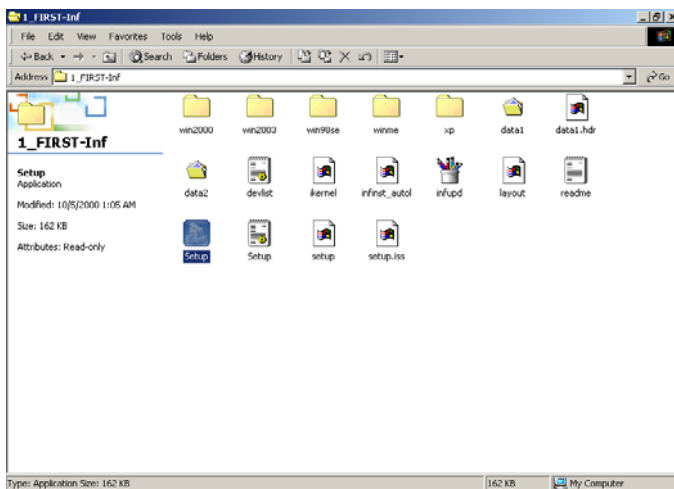 1_FIRST-Inf
File Edit View Favorites Tools Help
Back Search Folders History
Address 1_FIRST-Inf Go
1_FIRST-Inf
Setup
Application
Modified: 10/5/2000 1:05 AM
Size: 162 KB
Attributes: Read-only
win2000 win2003 win98se winme xp data1 data1.hdr
data2 devlist ikernel infinst_autol infupd layout readme
Setup Setup setup setup.iss
Type: Application Size: 162 KB 162 KB My Computer